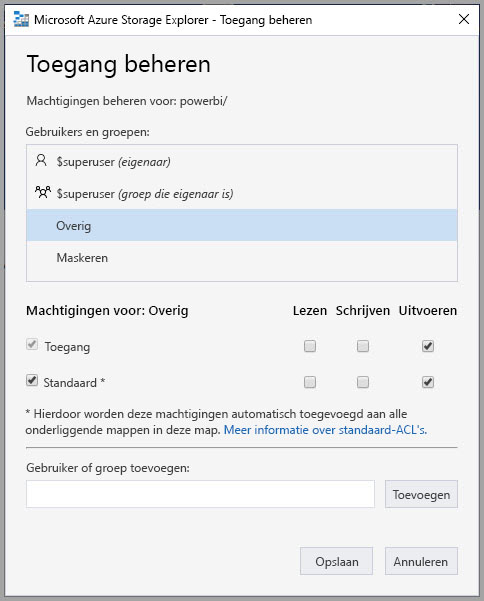 Microsoft Azure Storage Explorer - Toegang beheren
Toegang beheren
Machtigingen beheren voor: powerbi/
Gebruikers en groepen:
$superuser (eigenaar)
$superuser (groep die eigenaar is)
Overig
Maskeren
Machtigingen voor: Overig Lezen Schrijven Uitvoeren
Toegang
Standaard *
* Hierdoor worden deze machtigingen automatisch toegevoegd aan alle
onderliggende mappen in deze map. Meer informatie over standaard-ACL's.
Gebruiker of groep toevoegen:
Toevoegen
Opslaan Annuleren